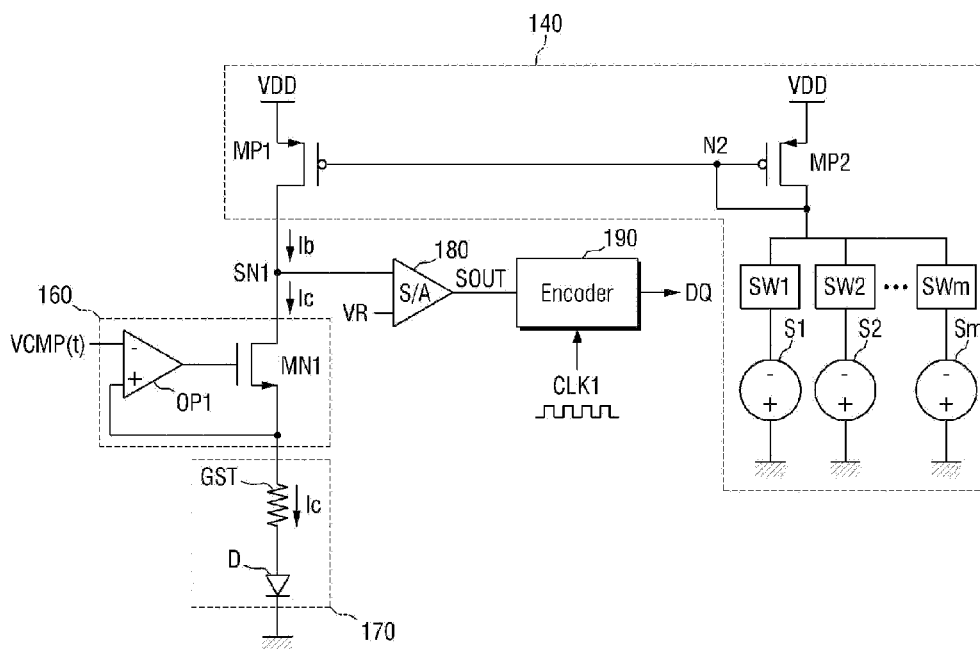 140
VDD
VDD
MP1
N2
MP2
Ib
SN1
180
S/A
SOUT
190
Encoder
DQ
SW1
SW2
•••
SWm
Ic
VR
160
VCMP(t)
-
+
OP1
MN1
CLK1
S1
S2
Sm
-
+
-
+
-
+
GST
Ic
D
170